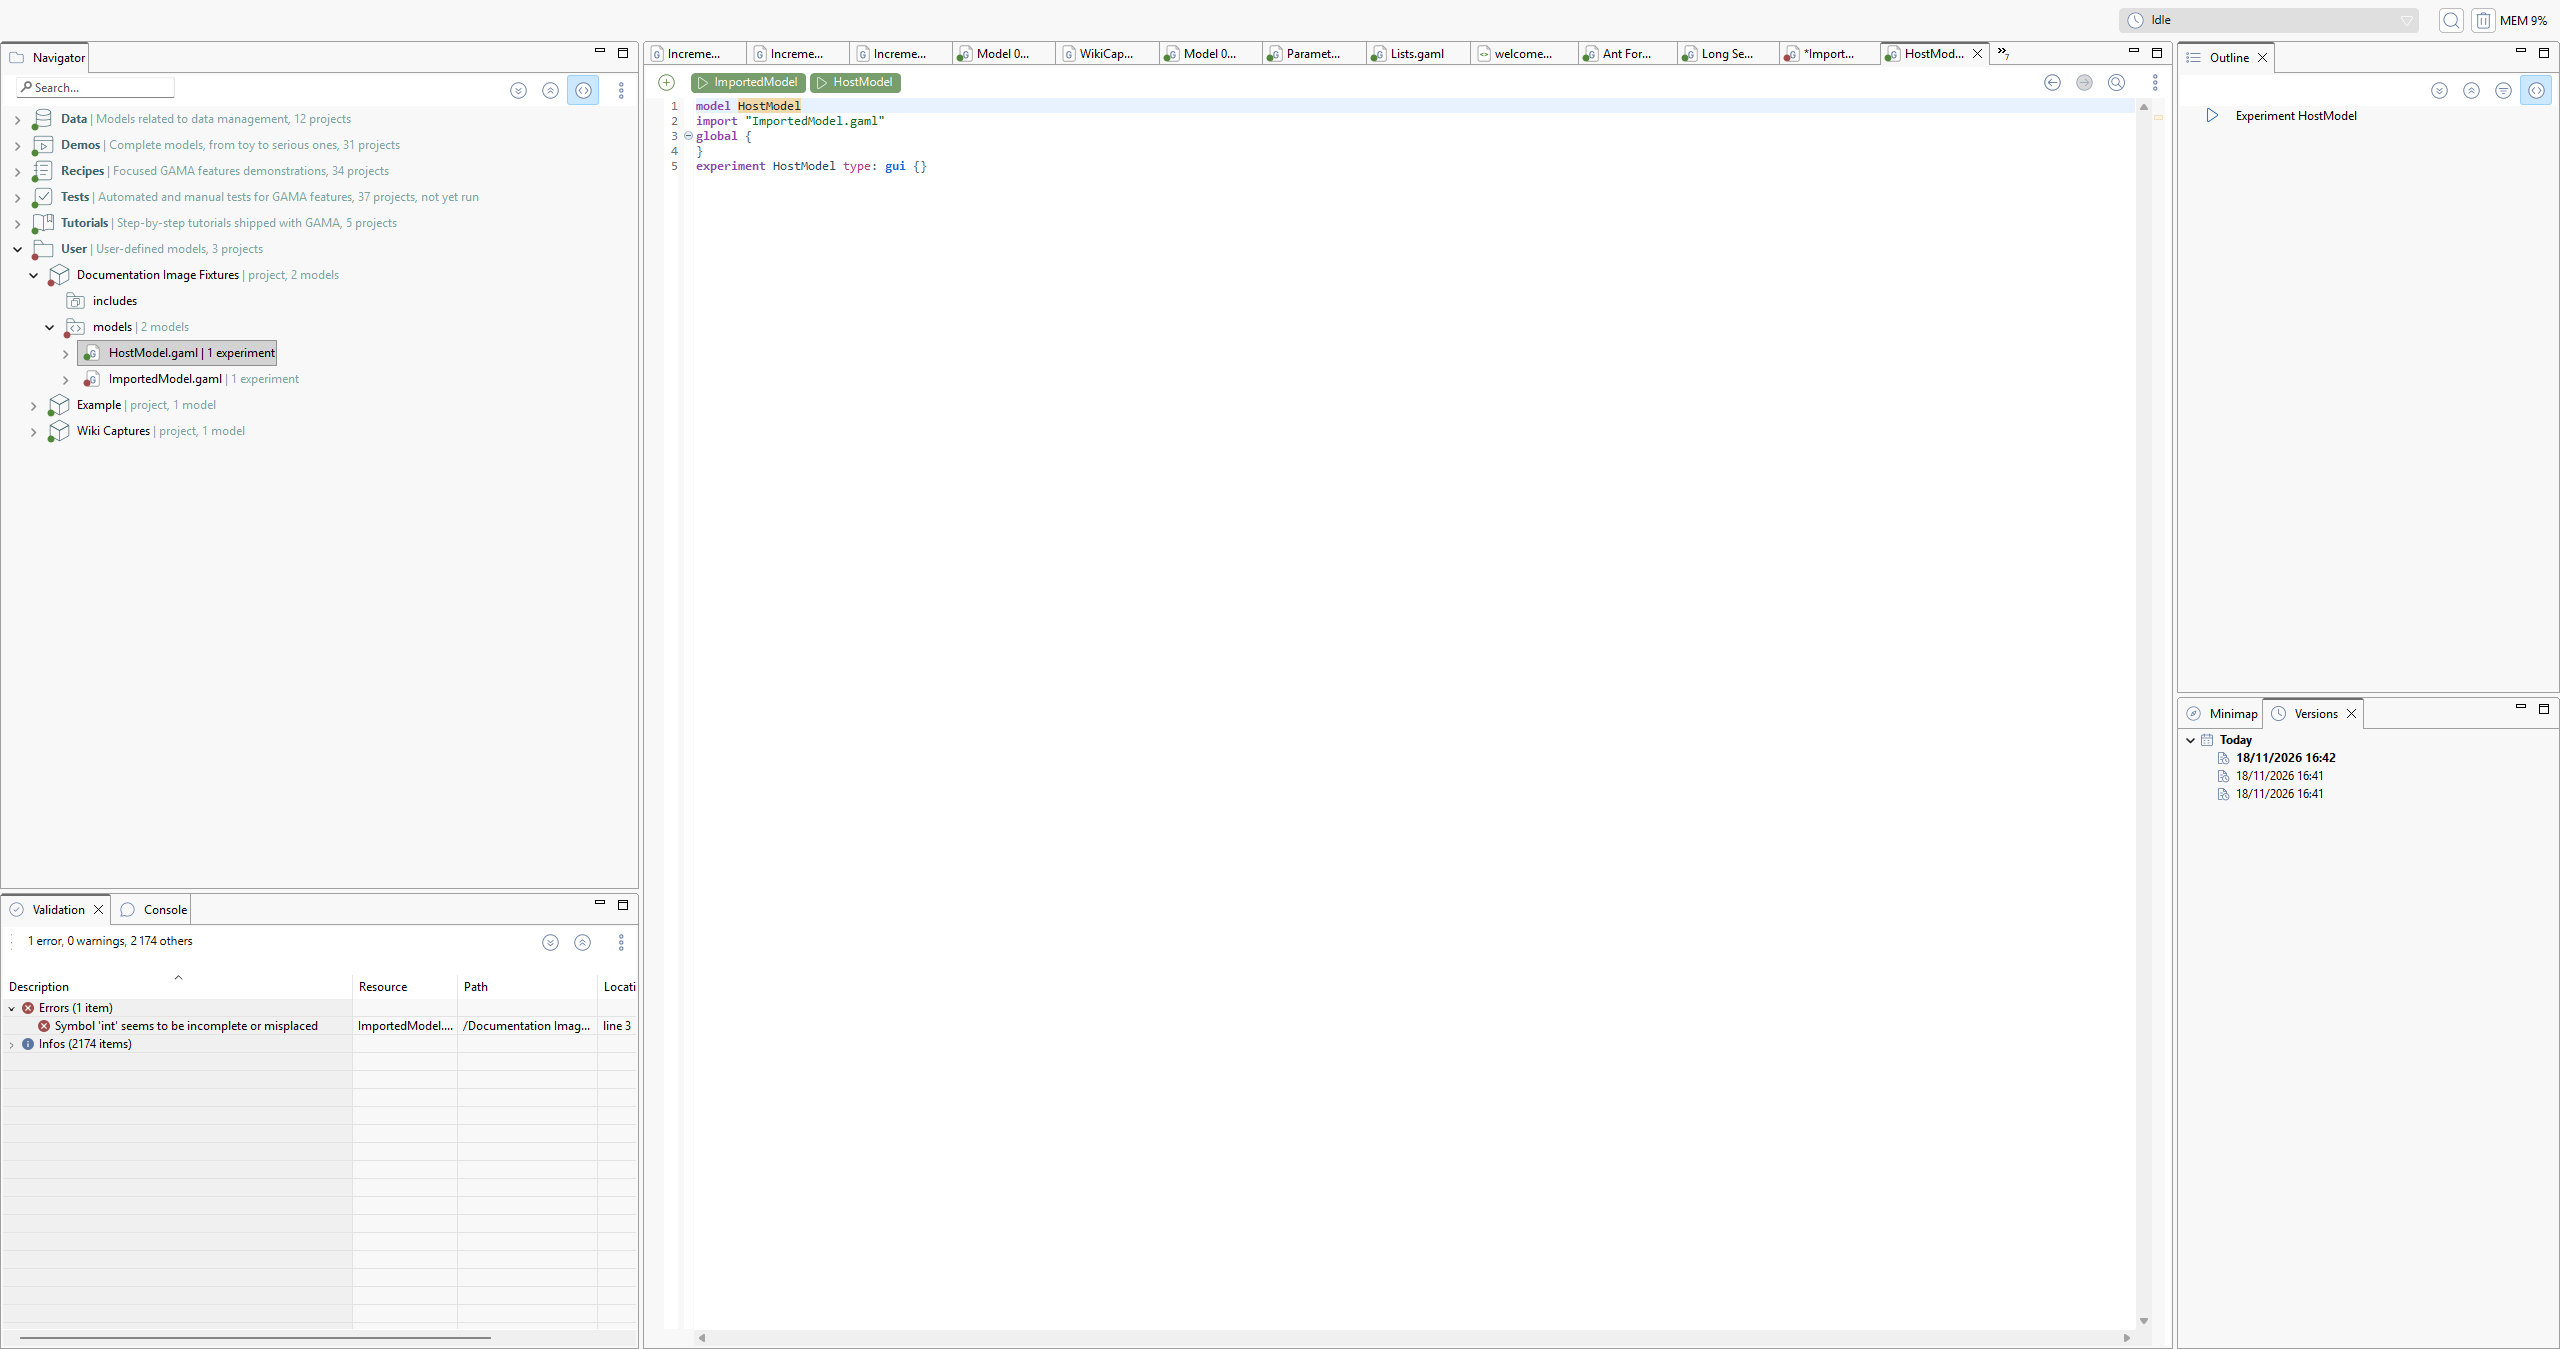 Idle
MEM 9%
Navigator
Search...
Data | Models related to data management, 12 projects
Demos | Complete models, from toy to serious ones, 31 projects
Recipes | Focused GAMA features demonstrations, 34 projects
Tests | Automated and manual tests for GAMA features, 37 projects, not yet run
Tutorials | Step-by-step tutorials shipped with GAMA, 5 projects
User | User-defined models, 3 projects
Documentation Image Fixtures | project, 2 models
includes
models | 2 models
HostModel.gaml | 1 experiment
ImportedModel.gaml | 1 experiment
Example | project, 1 model
Wiki Captures | project, 1 model
Validation
Console
1 error, 0 warnings, 2 174 others
Description Resource Path Locati
Errors (1 item)
Symbol 'int' seems to be incomplete or misplaced ImportedModel.... /Documentation Imag... line 3
Infos (2174 items)
Increme... Increme... Increme... Model 0... WikiCap... Model 0... Paramet... Lists.gaml welcome... Ant For... Long Se... *Import... HostMod... 7
ImportedModel HostModel
1 model HostModel
2 import "ImportedModel.gaml"
3 global {
4 }
5 experiment HostModel type: gui {}
Outline
Experiment HostModel
Minimap
Versions
Today
18/11/2026 16:42
18/11/2026 16:41
18/11/2026 16:41